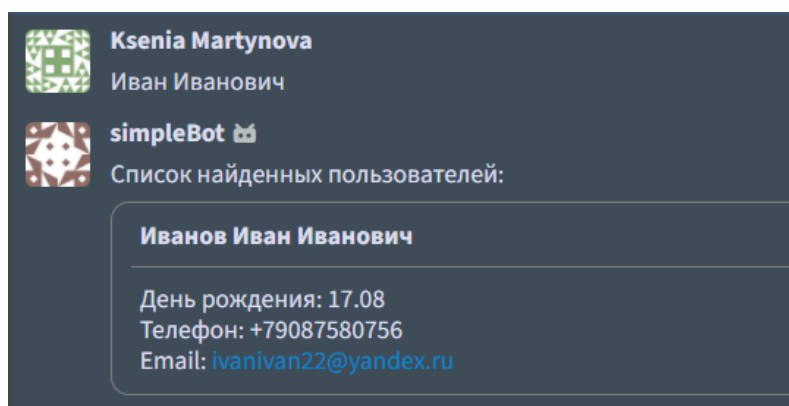 Ksenia Martynova
Иван Иванович
simpleBot
Список найденных пользователей:
Иванов Иван Иванович
День рождения: 17.08
Телефон: +79087580756
Email: ivanivan22@yandex.ru